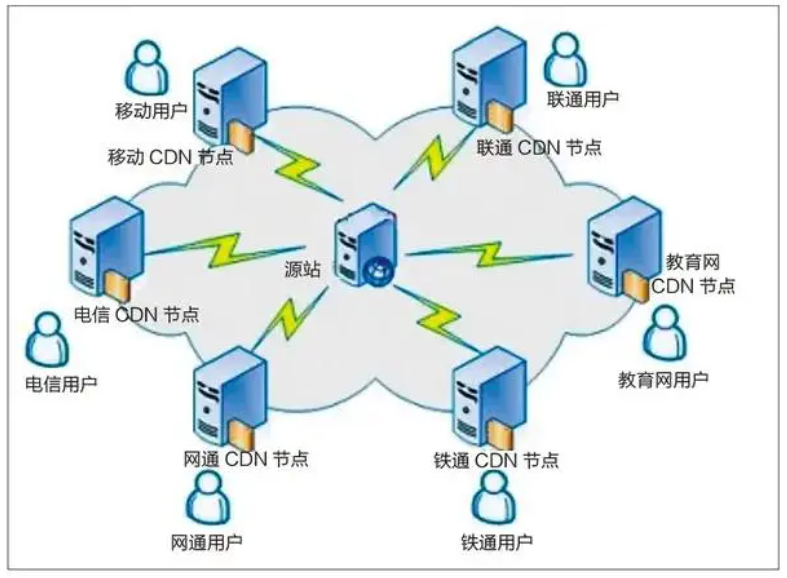 移动用户
联通用户
移动 CDN 节点
联通 CDN 节点
源站
教育网
CDN 节点
电信 CDN 节点
电信用户
教育网用户
网通 CDN 节点
铁通 CDN 节点
网通用户
铁通用户